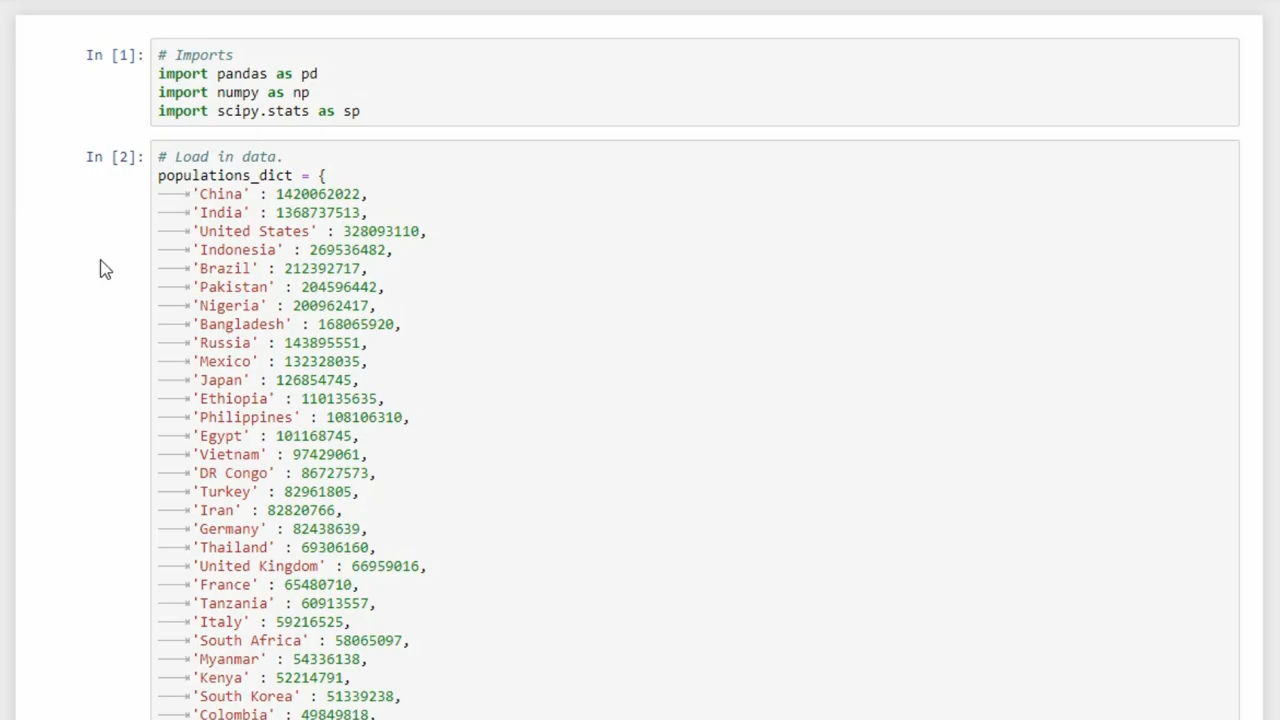 In [1]:
# Imports
import pandas as pd
import numpy as np
import scipy.stats as sp
In [2]:
# Load in data.
populations_dict = {
'China' : 1420062022,
'India' : 1368737513,
'United States' : 328093110,
'Indonesia' : 269536482,
'Brazil' : 212392717,
'Pakistan' : 204596442,
'Nigeria' : 200962417,
'Bangladesh' : 168065920,
'Russia' : 143895551,
'Mexico' : 132328035,
'Japan' : 126854745,
'Ethiopia' : 110135635,
'Philippines' : 108106310,
'Egypt' : 101168745,
'Vietnam' : 97429061,
'DR Congo' : 86727573,
'Turkey' : 82961805,
'Iran' : 82820766,
'Germany' : 82438639,
'Thailand' : 69306160,
'United Kingdom' : 66959016,
'France' : 65480710,
'Tanzania' : 60913557,
'Italy' : 59216525,
'South Africa' : 58065097,
'Myanmar' : 54336138,
'Kenya' : 52214791,
'South Korea' : 51339238,
'Colombia' : 49849818,